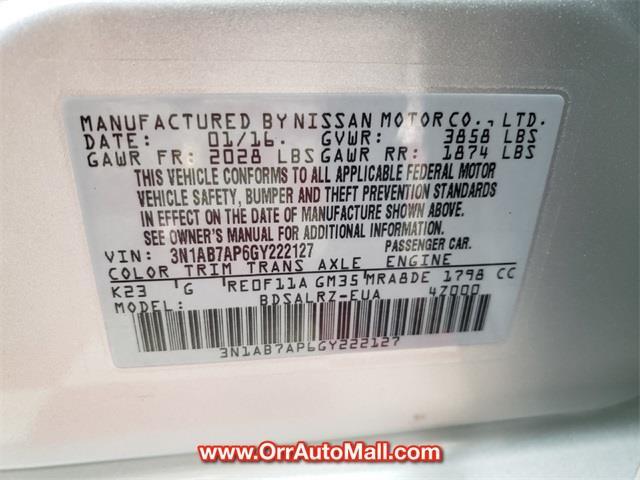 MANUFACTURED BY NISSAN MOTOR CO., LTD.
DATE: 01/16. GVWR: 3858 LBS
GAWR FR: 2028 LBS GAWR RR: 1874 LBS
THIS VEHICLE CONFORMS TO ALL APPLICABLE FEDERAL MOTOR
VEHICLE SAFETY, BUMPER AND THEFT PREVENTION STANDARDS
IN EFFECT ON THE DATE OF MANUFACTURE SHOWN ABOVE.
SEE OWNER'S MANUAL FOR ADDITIONAL INFORMATION.
VIN: 3N1AB7AP6GY222127 PASSENGER CAR.
COLOR TRIM TRANS AXLE ENGINE
K23 G RE0F11A GM35 MRA8DE 1798 CC
MODEL: BDSALRZ-EUA 47000
3N1AB7AP6GY222127
www.OrrAutoMall.com